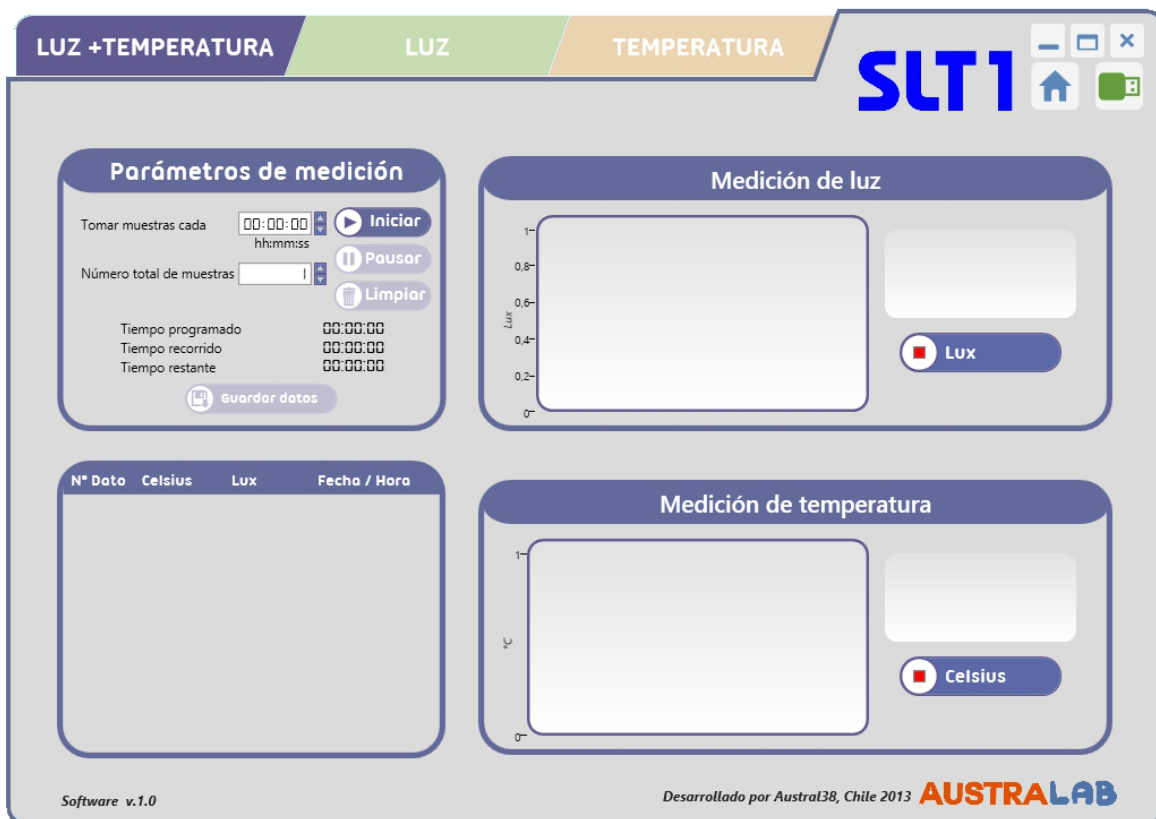 LUZ +TEMPERATURA
LUZ
TEMPERATURA
SLT1
Parámetros de medición
Tomar muestras cada 00:00:00
hh:mm:ss
Iniciar
Pausar
Número total de muestras 1
Limpiar
Tiempo programado 00:00:00
Tiempo recorrido 00:00:00
Tiempo restante 00:00:00
Guardar datos
Medición de luz
1
0,8
0,6
0,4
0,2
0
Lux
Lux
N° Dato Celsius Lux Fecha / Hora
Medición de temperatura
1
0
°C
Celsius
Software v.1.0
Desarrollado por Austral38, Chile 2013 AUSTRALAB